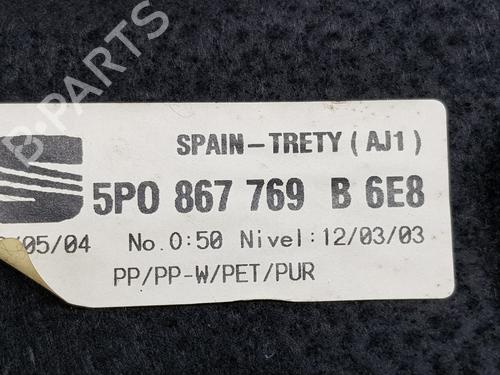 B-PARTS
SPAIN-TRETY (AJ1)
5P0 867 769 B 6E8
/05/04 No.0:50 Nivel:12/03/03
PP/PP-W/PET/PUR